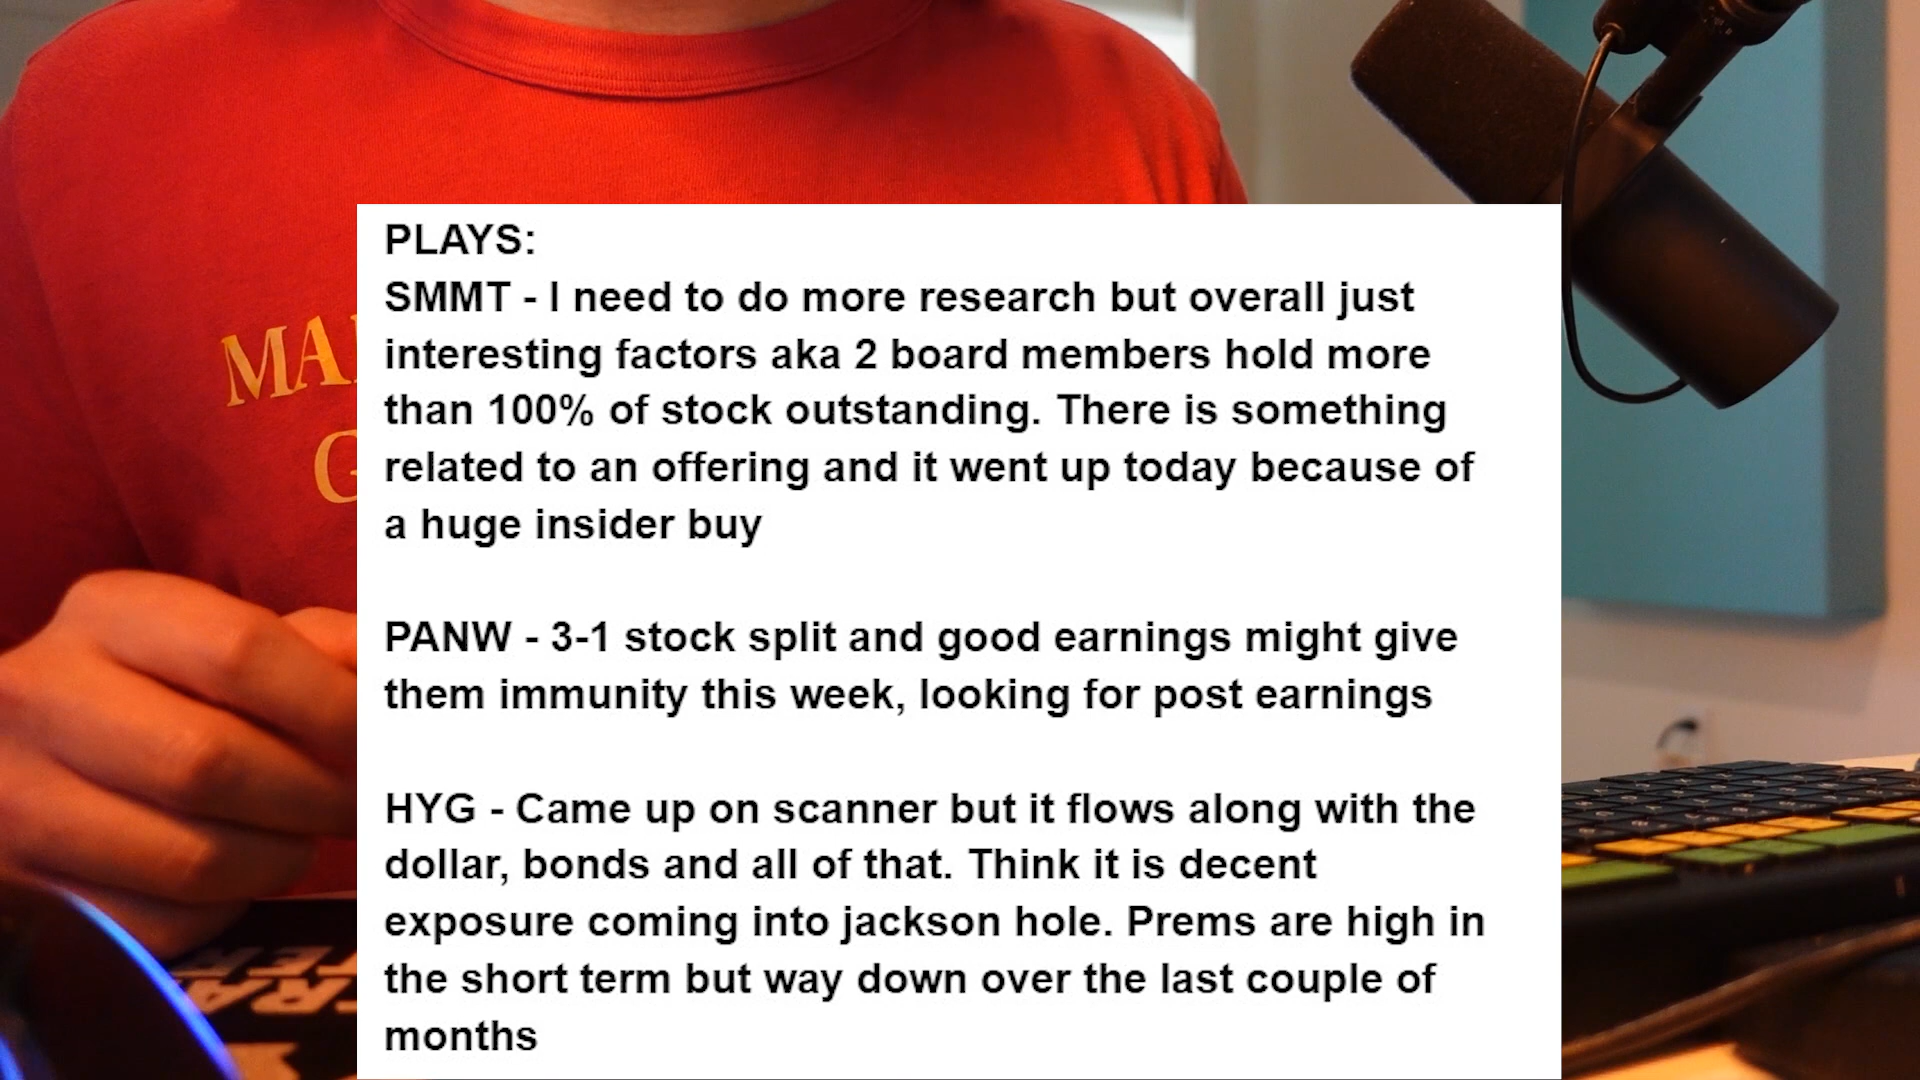 MA
G
PLAYS:
SMMT - I need to do more research but overall just
interesting factors aka 2 board members hold more
than 100% of stock outstanding. There is something
related to an offering and it went up today because of
a huge insider buy
PANW - 3-1 stock split and good earnings might give
them immunity this week, looking for post earnings
HYG - Came up on scanner but it flows along with the
dollar, bonds and all of that. Think it is decent
exposure coming into jackson hole. Prems are high in
the short term but way down over the last couple of
months